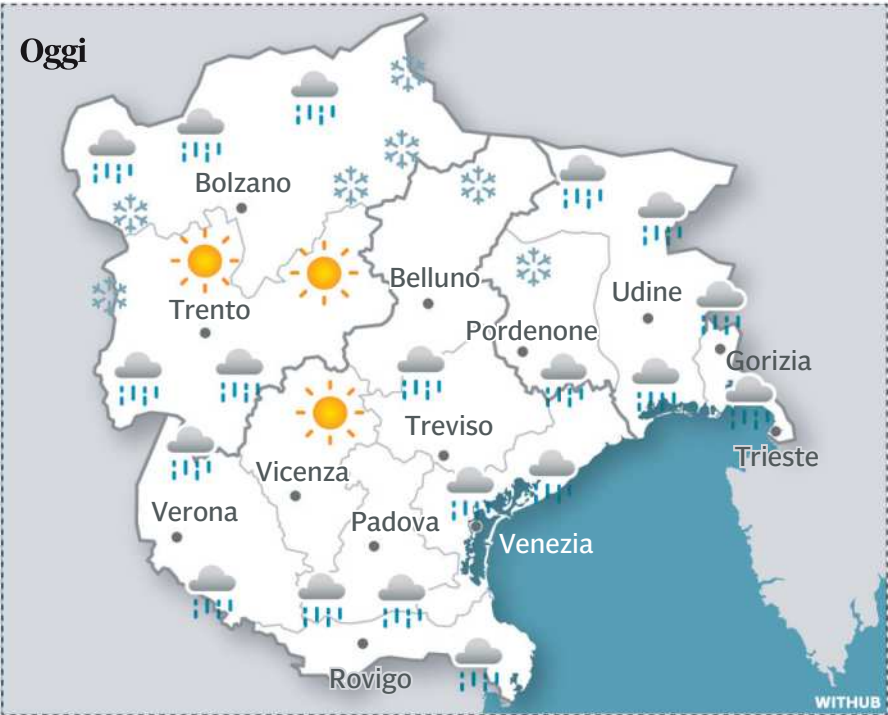 Oggi
Bolzano
Belluno
Udine
Trento
Pordenone
Gorizia
Treviso
Trieste
Vicenza
Verona
Padova
Venezia
Rovigo
WITHUB